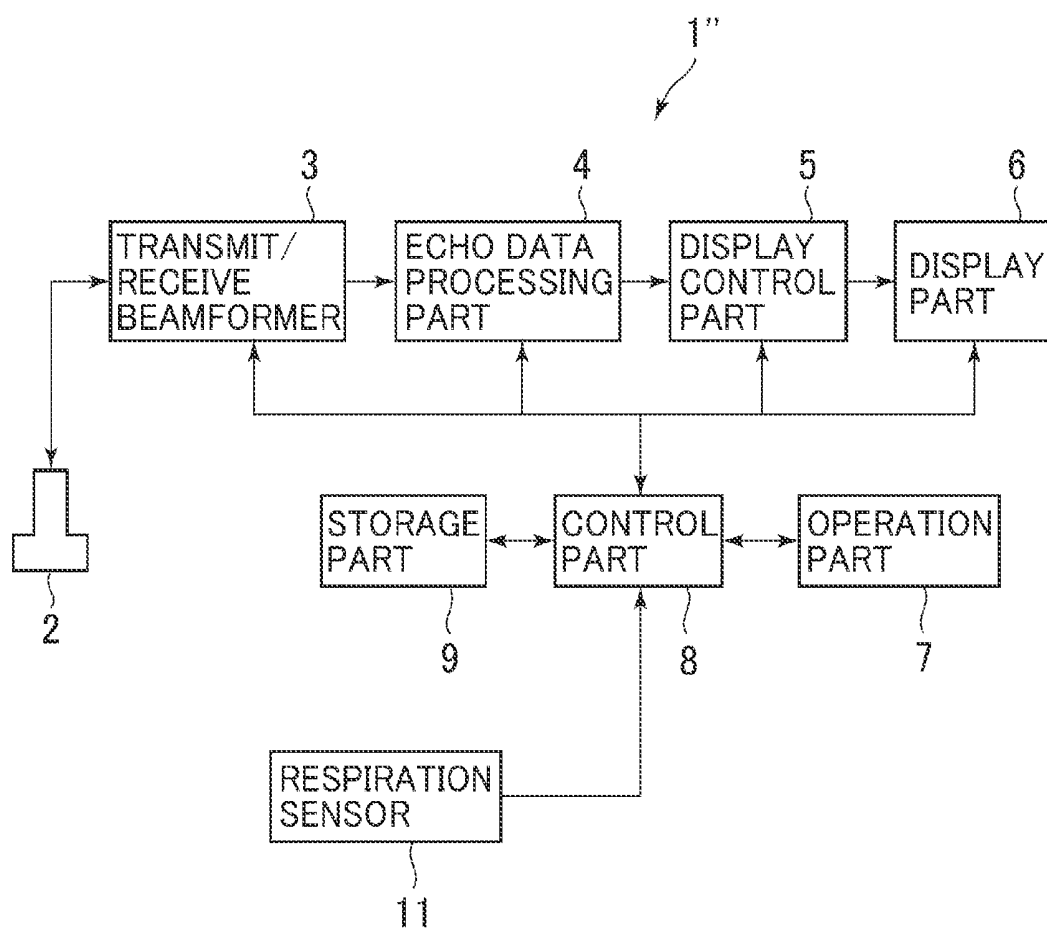 1"
3
4
5
6
TRANSMIT/
RECEIVE
BEAMFORMER
ECHO DATA
PROCESSING
PART
DISPLAY
CONTROL
PART
DISPLAY
PART
2
STORAGE
PART
CONTROL
PART
OPERATION
PART
9
8
7
RESPIRATION
SENSOR
11